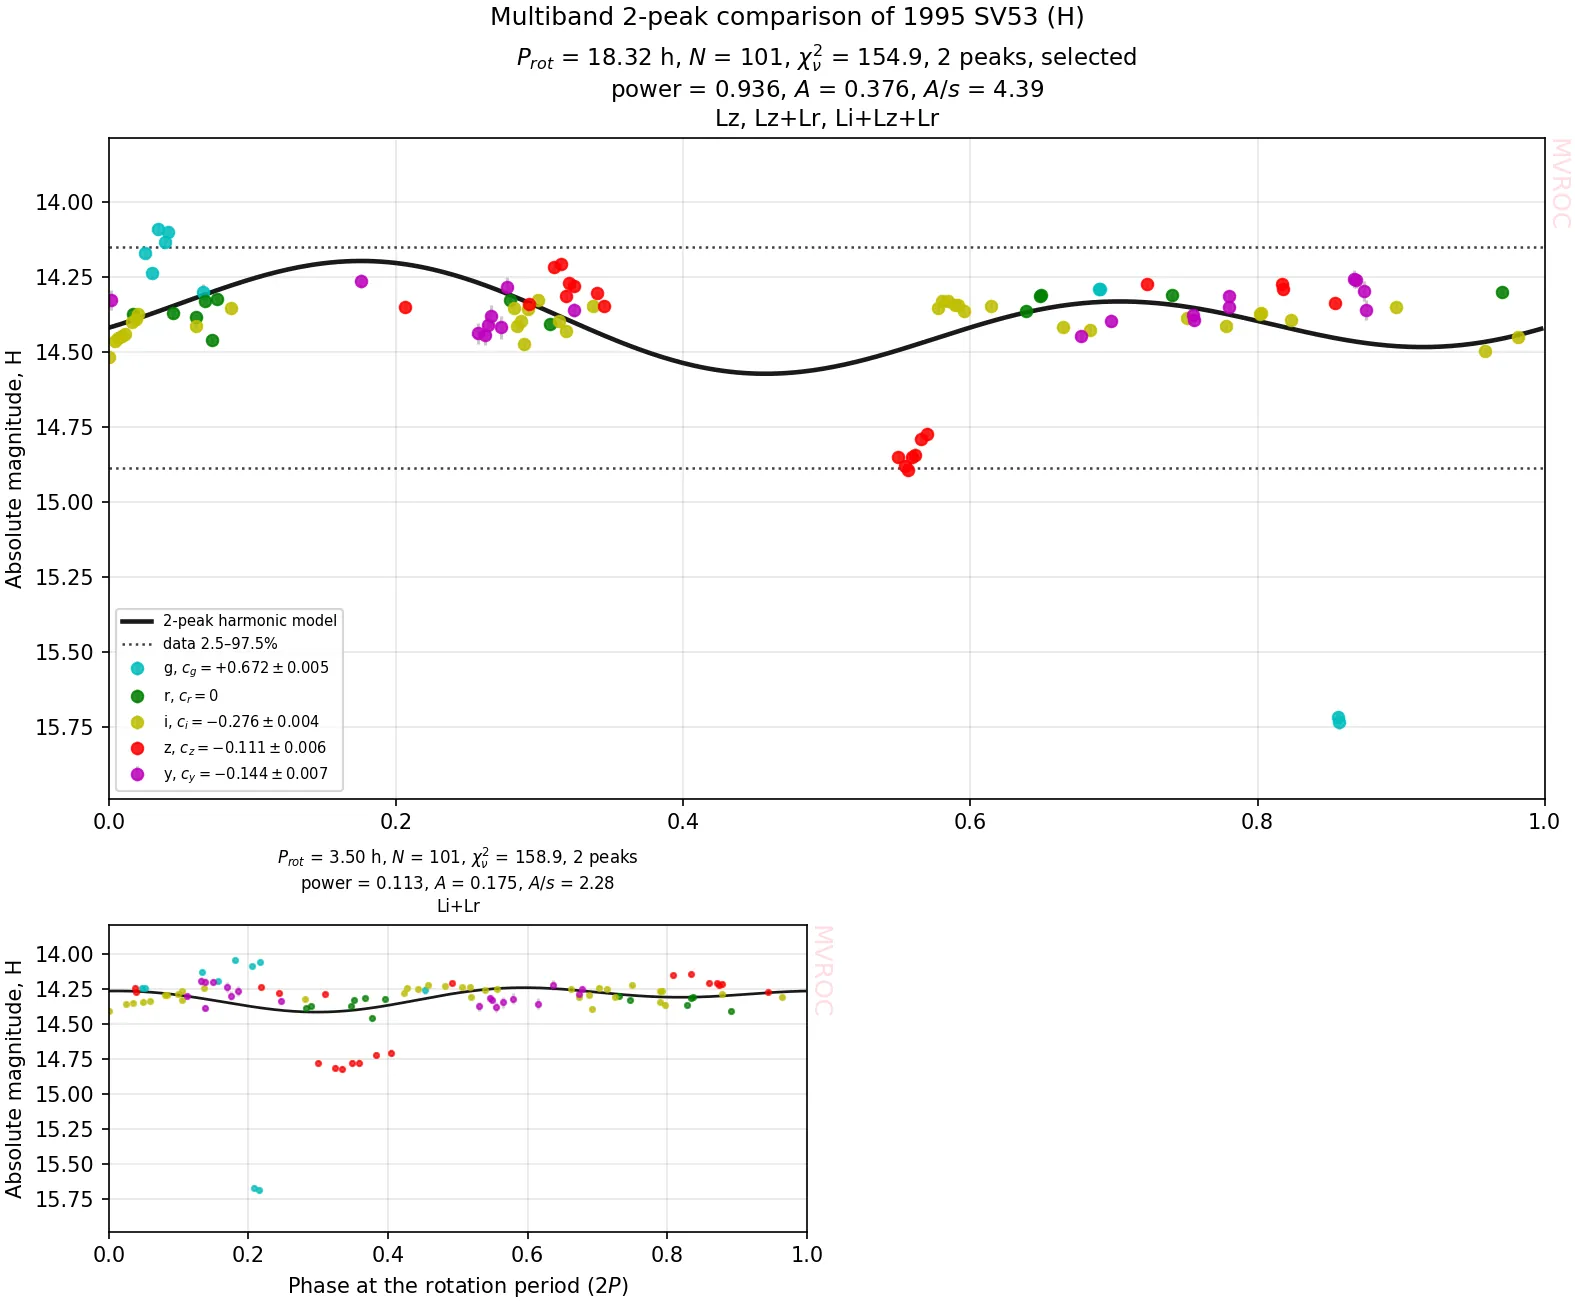 Multiband 2-peak comparison of 1995 SV53 (H)
P_rot = 18.32 h, N = 101, χ²_ν = 154.9, 2 peaks, selected
power = 0.936, A = 0.376, A/s = 4.39
Lz, Lz+Lr, Li+Lz+Lr
MVROC
Absolute magnitude, H
14.00
14.25
14.50
14.75
15.00
15.25
15.50
15.75
2-peak harmonic model
data 2.5–97.5%
g, c_g = +0.672 ± 0.005
r, c_r = 0
i, c_i = −0.276 ± 0.004
z, c_z = −0.111 ± 0.006
y, c_y = −0.144 ± 0.007
0.0 0.2 0.4 0.6 0.8 1.0
P_rot = 3.50 h, N = 101, χ²_ν = 158.9, 2 peaks
power = 0.113, A = 0.175, A/s = 2.28
Li+Lr
MVROC
Absolute magnitude, H
14.00
14.25
14.50
14.75
15.00
15.25
15.50
15.75
0.0 0.2 0.4 0.6 0.8 1.0
Phase at the rotation period (2P)